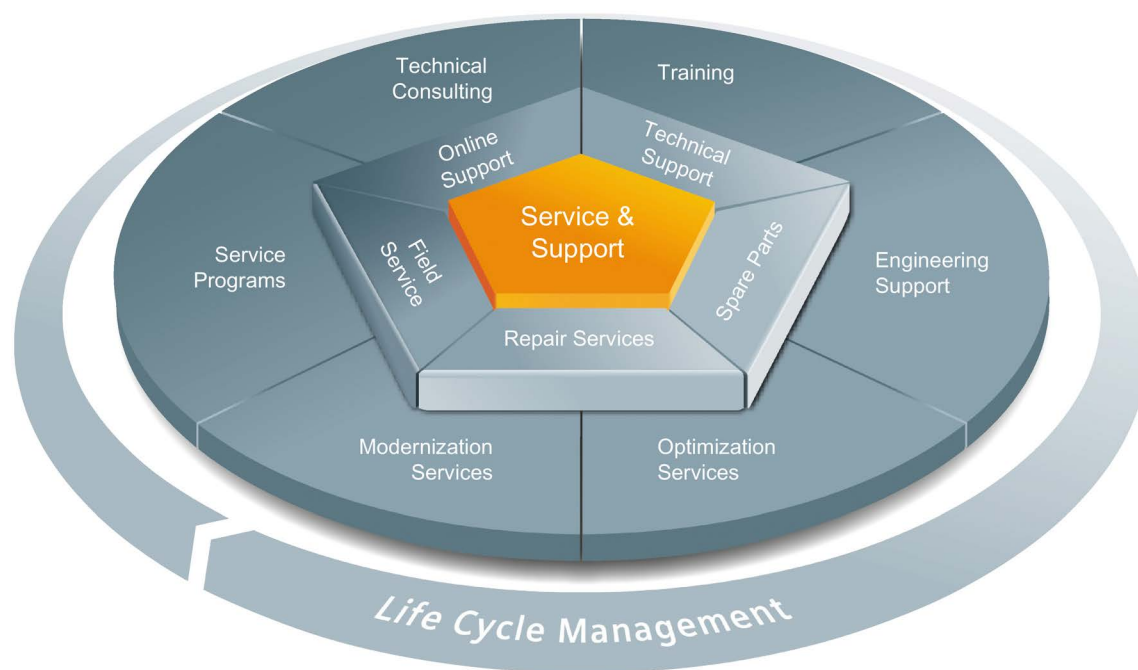 Technical
Consulting
Training
Online
Support
Technical
Support
Service &
Support
Service
Programs
Field
Service
Spare Parts
Engineering
Support
Repair Services
Modernization
Services
Optimization
Services
Life Cycle Management